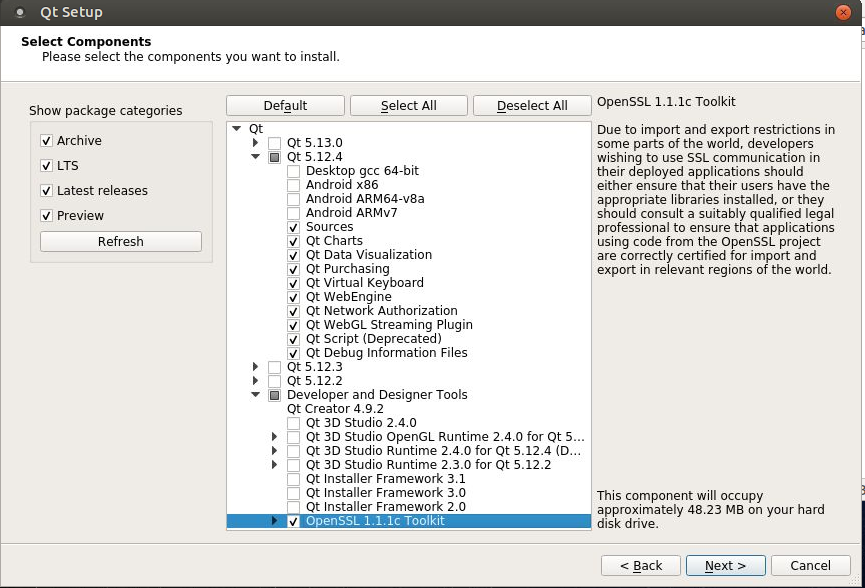 Qt Setup
Select Components
Please select the components you want to install.
Show package categories
Archive
LTS
Latest releases
Preview
Refresh
Default
Select All
Deselect All
Qt
Qt 5.13.0
Qt 5.12.4
Desktop gcc 64-bit
Android x86
Android ARM64-v8a
Android ARMv7
Sources
Qt Charts
Qt Data Visualization
Qt Purchasing
Qt Virtual Keyboard
Qt WebEngine
Qt Network Authorization
Qt WebGL Streaming Plugin
Qt Script (Deprecated)
Qt Debug Information Files
Qt 5.12.3
Qt 5.12.2
Developer and Designer Tools
Qt Creator 4.9.2
Qt 3D Studio 2.4.0
Qt 3D Studio OpenGL Runtime 2.4.0 for Qt 5...
Qt 3D Studio Runtime 2.4.0 for Qt 5.12.4 (D...
Qt 3D Studio Runtime 2.3.0 for Qt 5.12.2
Qt Installer Framework 3.1
Qt Installer Framework 3.0
Qt Installer Framework 2.0
OpenSSL 1.1.1c Toolkit
OpenSSL 1.1.1c Toolkit
Due to import and export restrictions in
some parts of the world, developers
wishing to use SSL communication in
their deployed applications should
either ensure that their users have the
appropriate libraries installed, or they
should consult a suitably qualified legal
professional to ensure that applications
using code from the OpenSSL project
are correctly certified for import and
export in relevant regions of the world.
This component will occupy
approximately 48.23 MB on your hard
disk drive.
< Back
Next >
Cancel